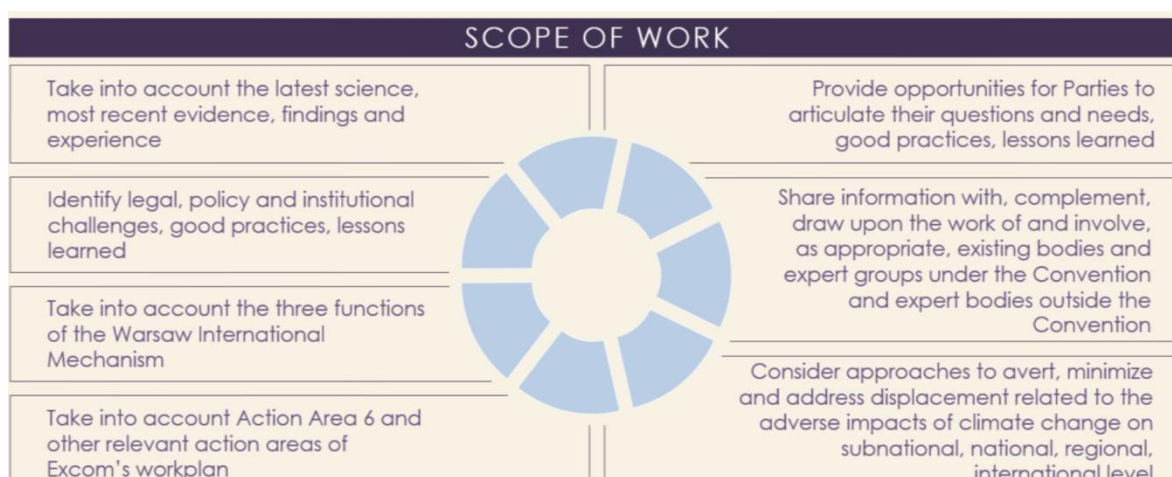 SCOPE OF WORK
Take into account the latest science,
most recent evidence, findings and
experience
Identify legal, policy and institutional
challenges, good practices, lessons
learned
Take into account the three functions
of the Warsaw International
Mechanism
Take into account Action Area 6 and
other relevant action areas of
Excom's workplan
Provide opportunities for Parties to
articulate their questions and needs,
good practices, lessons learned
Share information with, complement,
draw upon the work of and involve,
as appropriate, existing bodies and
expert groups under the Convention
and expert bodies outside the
Convention
Consider approaches to avert, minimize
and address displacement related to the
adverse impacts of climate change on
subnational, national, regional,
international level